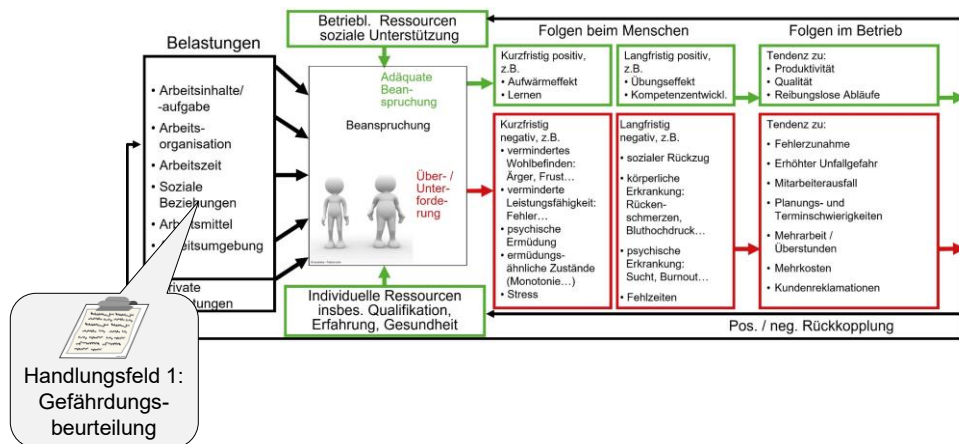 Betriebl. Ressourcen
soziale Unterstützung
Belastungen
• Arbeitsinhalte/
-aufgabe
• Arbeits-
organisation
• Arbeitszeit
• Soziale
Beziehungen
• Arbeitsmittel
Handlungsfeld 1:
Gefährdungs-
beurteilung
Adäquate
Bean-
spruchung
Beanspruchung
Über- /
Unter-
forderung
Individuelle Ressourcen
insbes. Qualifikation,
Erfahrung, Gesundheit
Folgen beim Menschen
Kurzfristig positiv,
z.B.
• Aufwärmeffekt
• Lernen
Langfristig positiv,
z.B.
• Übungseffekt
• Kompetenzentwickl.
Kurzfristig
negativ, z.B.
• vermindertes
Wohlbefinden:
Ärger, Frust…
• verminderte
Leistungsfähigkeit:
Fehler…
• psychische
Ermüdung
• ermüdungs-
ähnliche Zustände
(Monotonie…)
• Stress
Langfristig
negativ, z.B.
• sozialer Rückzug
• körperliche
Erkrankung:
Rücken-
schmerzen,
Bluthochdruck…
• psychische
Erkrankung:
Sucht, Burnout…
• Fehlzeiten
Folgen im Betrieb
Tendenz zu:
• Produktivität
• Qualität
• Reibungslose Abläufe
Tendenz zu:
• Fehlerzunahme
• Erhöhter Unfallgefahr
• Mitarbeiterausfall
• Planungs- und
Terminschwierigkeiten
• Mehrarbeit /
Überstunden
• Mehrkosten
• Kundenreklamationen
Pos. / neg. Rückkopplung